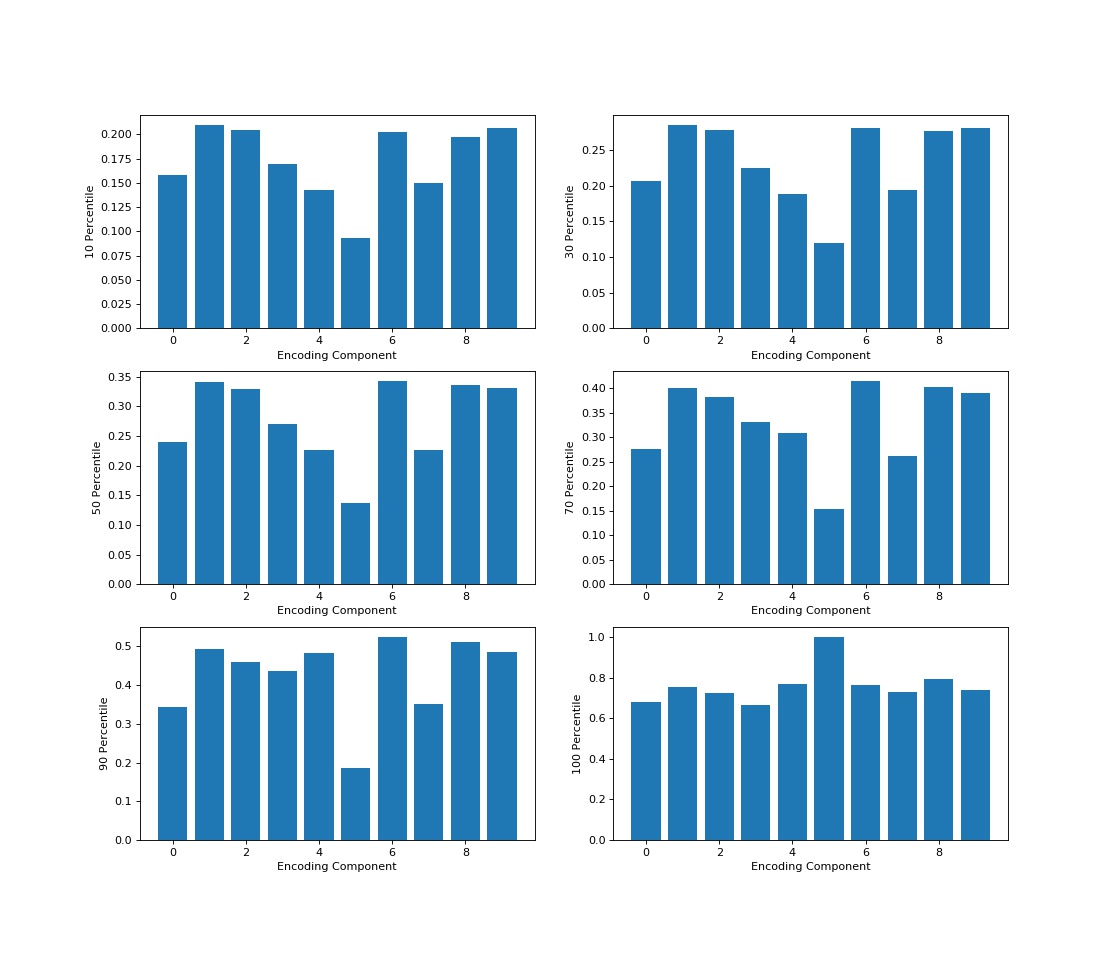 10 Percentile
0.200
0.175
0.150
0.125
0.100
0.075
0.050
0.025
0.000
0 2 4 6 8
Encoding Component
30 Percentile
0.25
0.20
0.15
0.10
0.05
0.00
0 2 4 6 8
Encoding Component
50 Percentile
0.35
0.30
0.25
0.20
0.15
0.10
0.05
0.00
0 2 4 6 8
Encoding Component
70 Percentile
0.40
0.35
0.30
0.25
0.20
0.15
0.10
0.05
0.00
0 2 4 6 8
Encoding Component
90 Percentile
0.5
0.4
0.3
0.2
0.1
0.0
0 2 4 6 8
Encoding Component
100 Percentile
1.0
0.8
0.6
0.4
0.2
0.0
0 2 4 6 8
Encoding Component